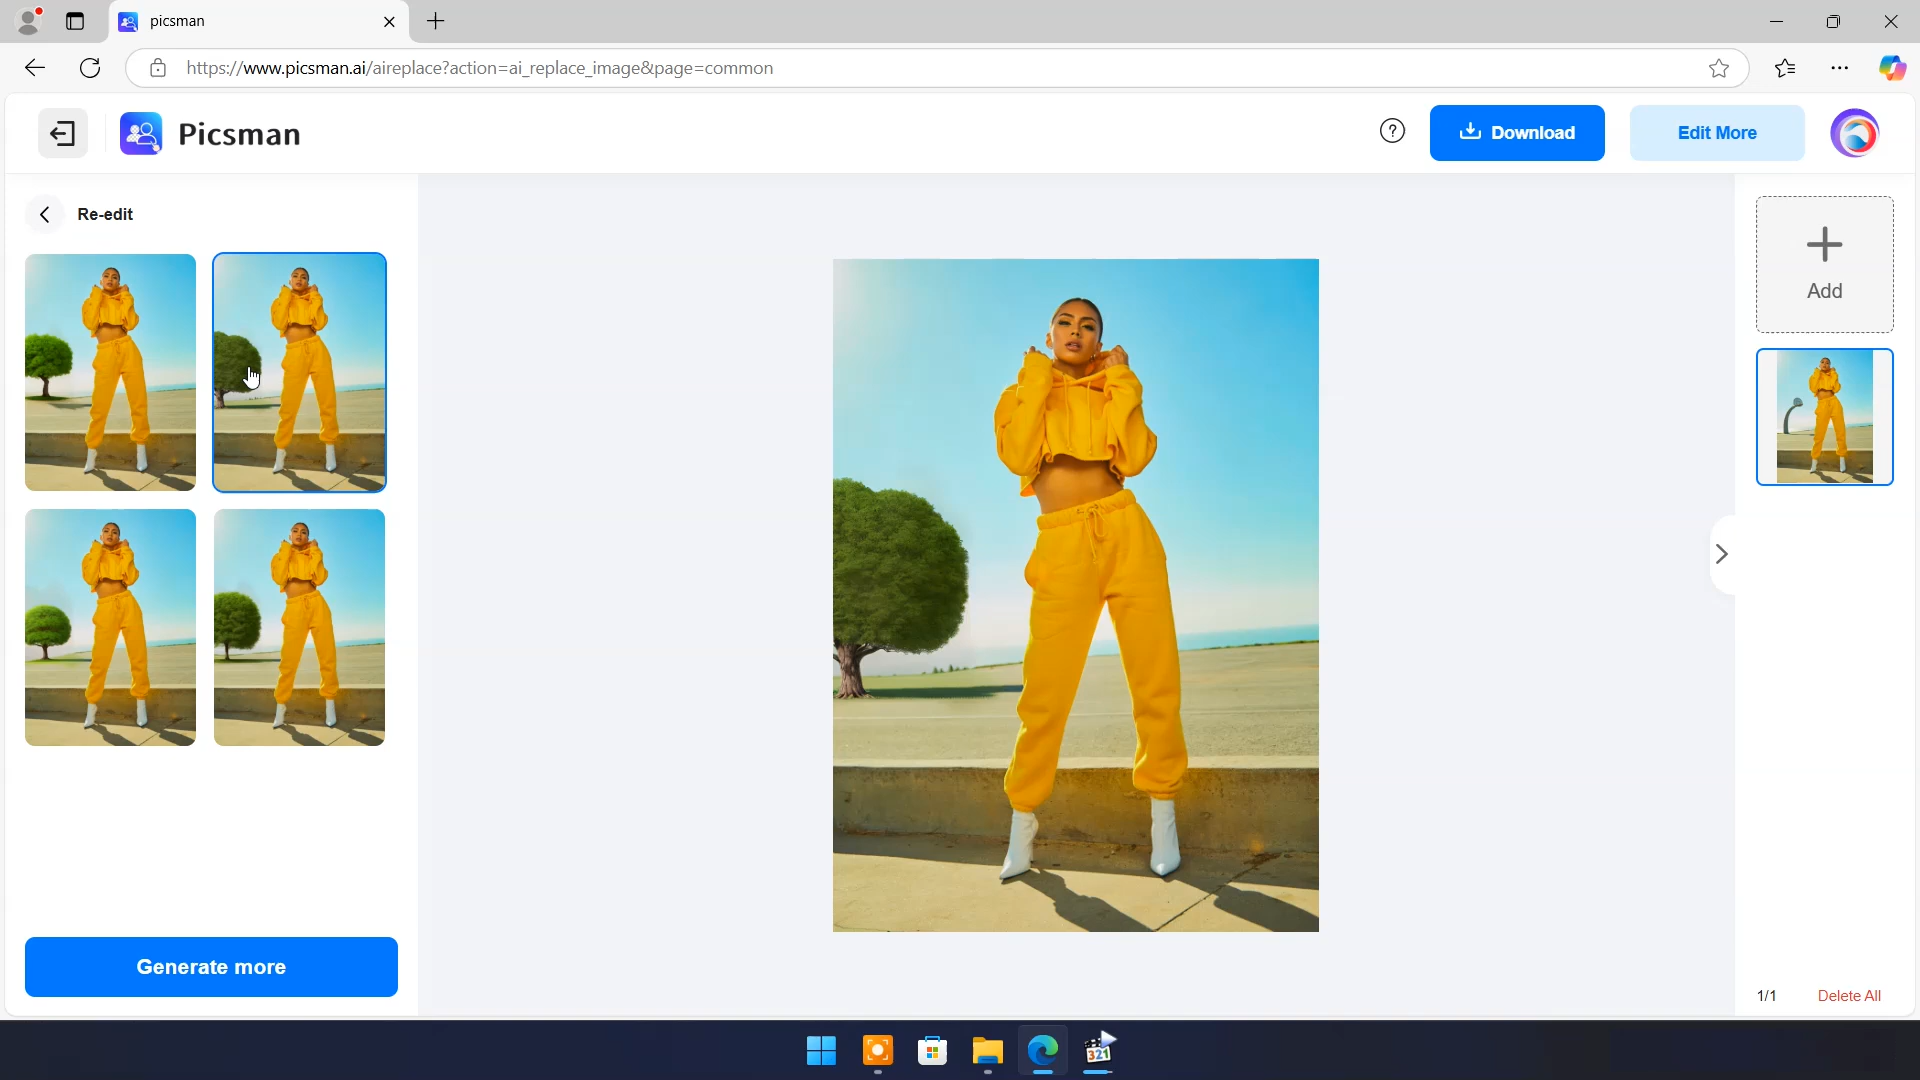 picsman
https://www.picsman.ai/aireplace?action=ai_replace_image&page=common
Picsman
Download
Edit More
Re-edit
Add
Generate more
1/1
Delete All
321